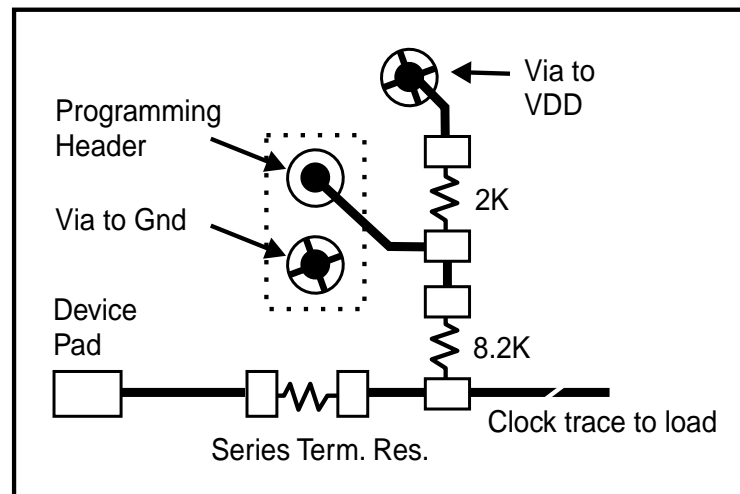 Via to
VDD
Programming
Header
2K
Via to Gnd
Device
Pad
8.2K
Clock trace to load
Series Term. Res.